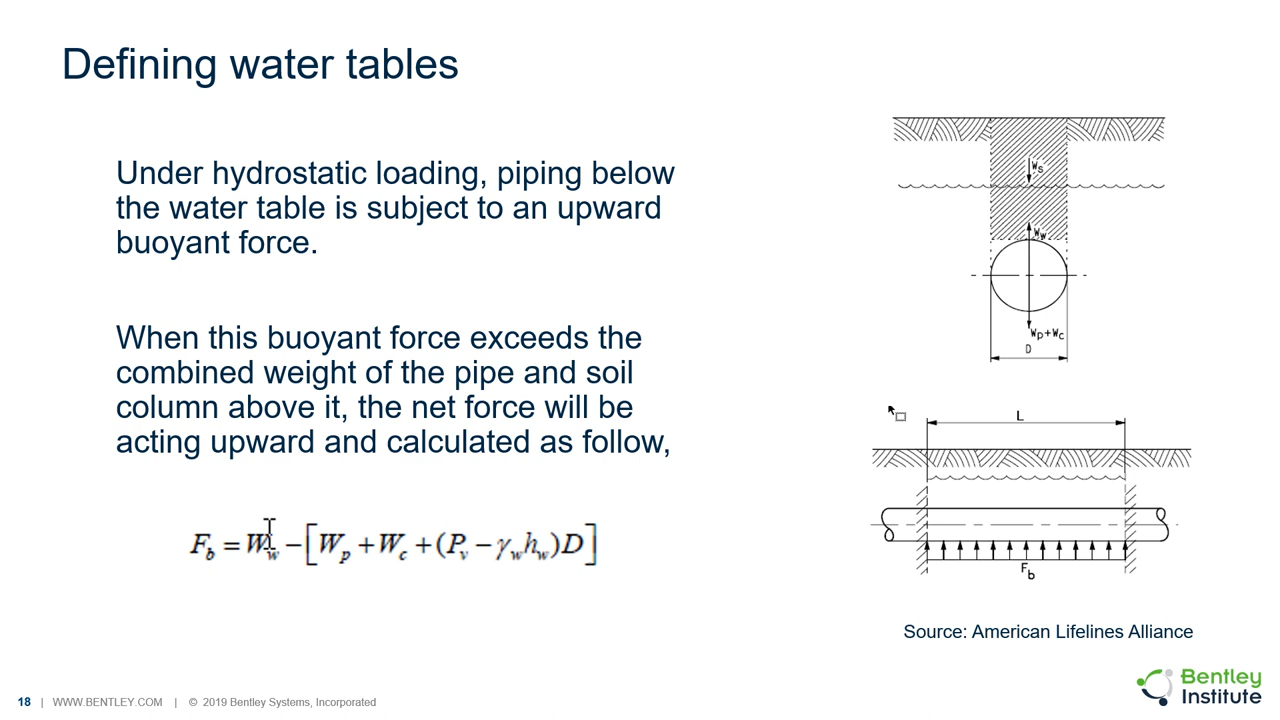 Defining water tables
Under hydrostatic loading, piping below
the water table is subject to an upward
buoyant force.
When this buoyant force exceeds the
combined weight of the pipe and soil
column above it, the net force will be
acting upward and calculated as follow,
F_b = W_w − [W_p + W_c + (P_v − γ_w h_w)D]
W_s
W_w
W_p+W_c
D
L
F_b
Source: American Lifelines Alliance
18 | WWW.BENTLEY.COM | © 2019 Bentley Systems, Incorporated
Bentley
Institute